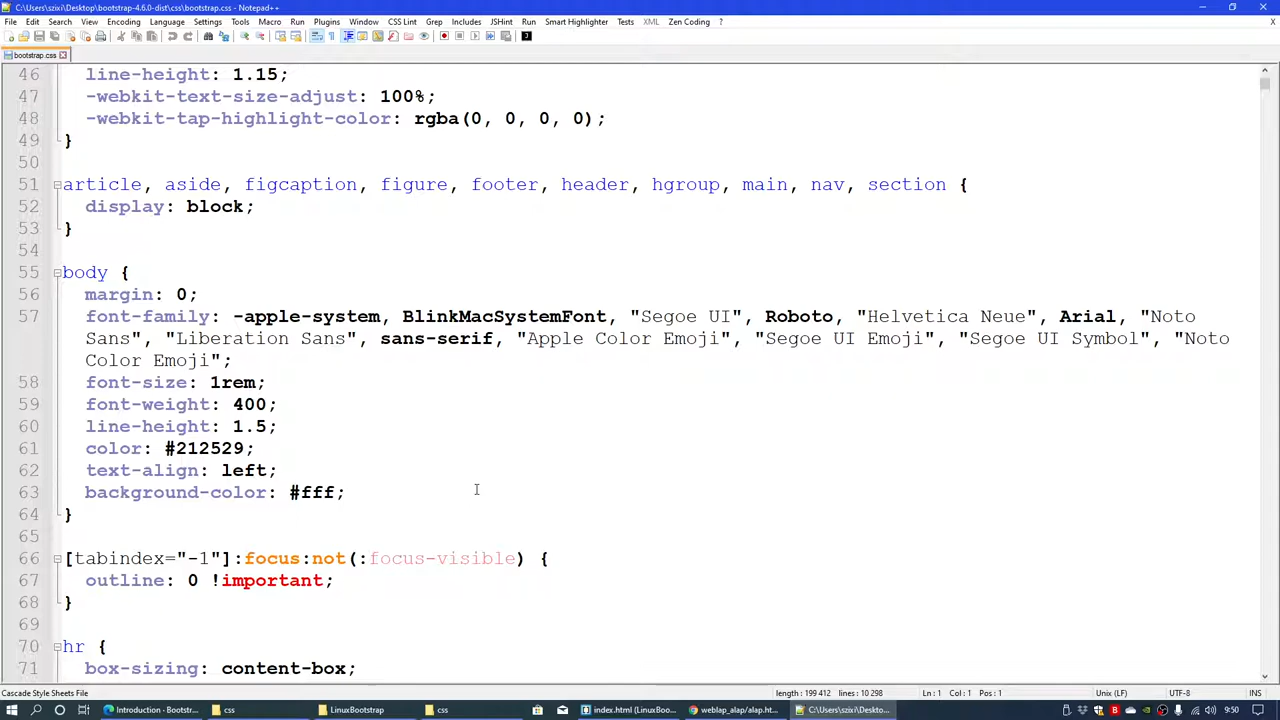 C:\Users\szixi\Desktop\bootstrap-4.6.0-dist\css\bootstrap.css - Notepad++
File Edit Search View Encoding Language Settings Tools Macro Run Plugins Window CSS Lint Grep Includes JSHint Run Smart Highlighter Tests XML Zen Coding ?
X
bootstrap.css
46 line-height: 1.15;
47 -webkit-text-size-adjust: 100%;
48 -webkit-tap-highlight-color: rgba(0, 0, 0, 0);
49 }
50
51 article, aside, figcaption, figure, footer, header, hgroup, main, nav, section {
52 display: block;
53 }
54
55 body {
56 margin: 0;
57 font-family: -apple-system, BlinkMacSystemFont, "Segoe UI", Roboto, "Helvetica Neue", Arial, "Noto
Sans", "Liberation Sans", sans-serif, "Apple Color Emoji", "Segoe UI Emoji", "Segoe UI Symbol", "Noto
Color Emoji";
58 font-size: 1rem;
59 font-weight: 400;
60 line-height: 1.5;
61 color: #212529;
62 text-align: left;
63 background-color: #fff;
64 }
65
66 [tabindex="-1"]:focus:not(:focus-visible) {
67 outline: 0 !important;
68 }
69
70 hr {
71 box-sizing: content-box;
Cascade Style Sheets File length : 199 412 lines : 10 298 Ln : 1 Col : 1 Pos : 1 Unix (LF) UTF-8 INS
Introduction · Bootstr... css LinuxBootstrap css index.html (LinuxBoo... weblap_alap/alap.ht... C:\Users\szixi\Deskto... 9:50